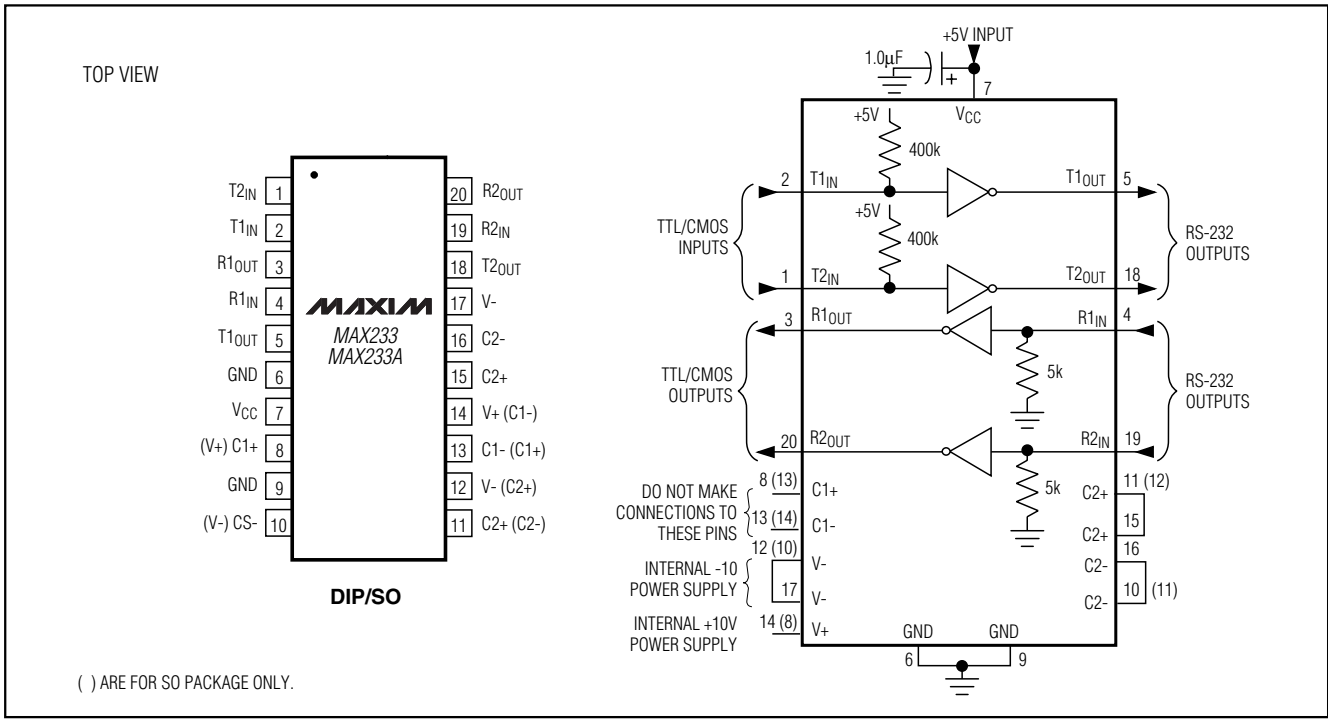 TOP VIEW
T2IN 1
T1IN 2
R1OUT 3
R1IN 4
T1OUT 5
GND 6
VCC 7
(V+) C1+ 8
GND 9
(V-) CS- 10
MAXIM
MAX233
MAX233A
20 R2OUT
19 R2IN
18 T2OUT
17 V-
16 C2-
15 C2+
14 V+ (C1-)
13 C1- (C1+)
12 V- (C2+)
11 C2+ (C2-)
DIP/SO
( ) ARE FOR SO PACKAGE ONLY.
+5V INPUT
1.0μF
+
7
VCC
+5V
400k
2 T1IN
T1OUT 5
+5V
400k
TTL/CMOS
INPUTS
RS-232
OUTPUTS
1 T2IN
T2OUT 18
3 R1OUT
R1IN 4
5k
TTL/CMOS
OUTPUTS
RS-232
OUTPUTS
20 R2OUT
R2IN 19
5k
DO NOT MAKE
CONNECTIONS TO
THESE PINS
8 (13) C1+
13 (14) C1-
INTERNAL -10
POWER SUPPLY
12 (10) V-
17 V-
INTERNAL +10V
POWER SUPPLY
14 (8) V+
C2+ 11 (12)
C2+ 15
C2- 16
C2- 10 (11)
GND GND
6 9